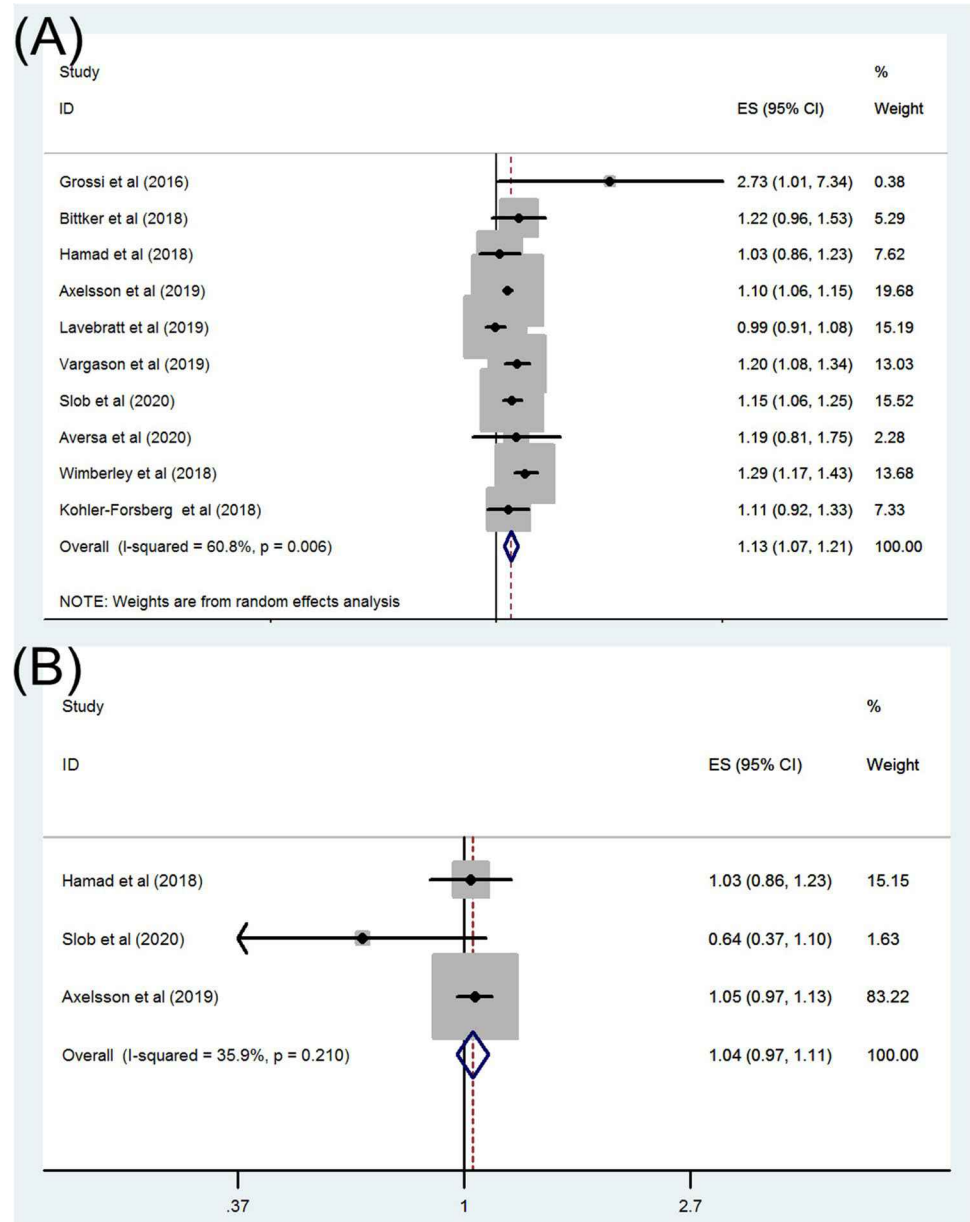 (A)
Study %
ID ES (95% CI) Weight
Grossi et al (2016) 2.73 (1.01, 7.34) 0.38
Bittker et al (2018) 1.22 (0.96, 1.53) 5.29
Hamad et al (2018) 1.03 (0.86, 1.23) 7.62
Axelsson et al (2019) 1.10 (1.06, 1.15) 19.68
Lavebratt et al (2019) 0.99 (0.91, 1.08) 15.19
Vargason et al (2019) 1.20 (1.08, 1.34) 13.03
Slob et al (2020) 1.15 (1.06, 1.25) 15.52
Aversa et al (2020) 1.19 (0.81, 1.75) 2.28
Wimberley et al (2018) 1.29 (1.17, 1.43) 13.68
Kohler-Forsberg et al (2018) 1.11 (0.92, 1.33) 7.33
Overall (I-squared = 60.8%, p = 0.006) 1.13 (1.07, 1.21) 100.00
NOTE: Weights are from random effects analysis
(B)
Study %
ID ES (95% CI) Weight
Hamad et al (2018) 1.03 (0.86, 1.23) 15.15
Slob et al (2020) 0.64 (0.37, 1.10) 1.63
Axelsson et al (2019) 1.05 (0.97, 1.13) 83.22
Overall (I-squared = 35.9%, p = 0.210) 1.04 (0.97, 1.11) 100.00
.37 1 2.7